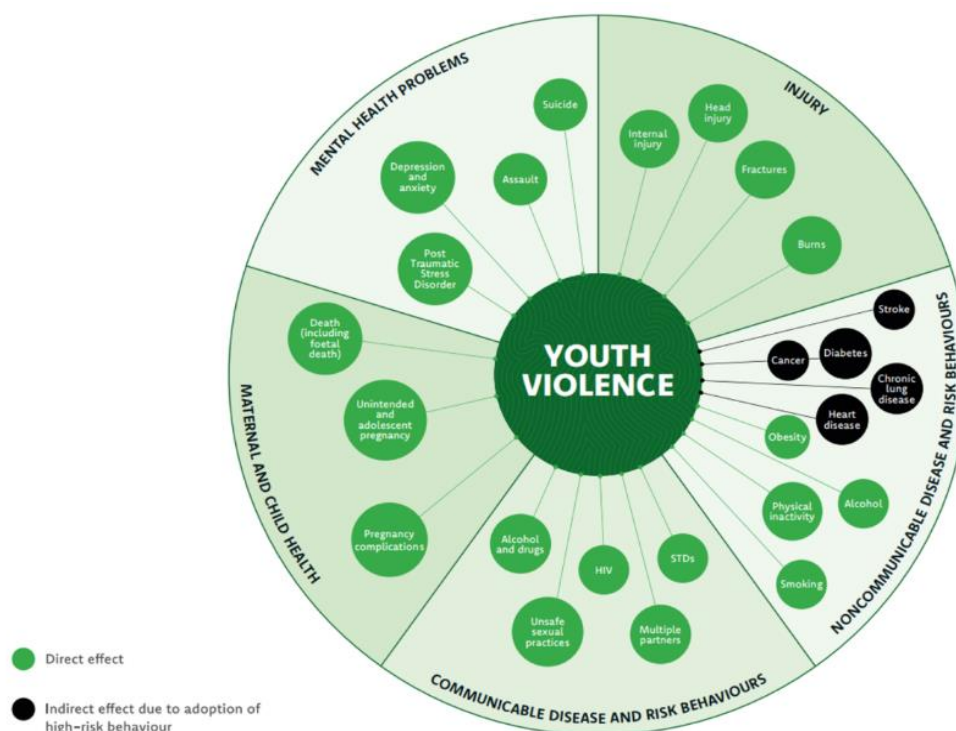 MENTAL HEALTH PROBLEMS
Suicide
Assault
Depression
and
anxiety
Post
Traumatic
Stress
Disorder
INJURY
Internal
injury
Head
injury
Fractures
Burns
NONCOMMUNICABLE DISEASE AND RISK BEHAVIOURS
Stroke
Cancer
Diabetes
Chronic
lung
disease
Heart
disease
Obesity
Alcohol
Physical
inactivity
Smoking
COMMUNICABLE DISEASE AND RISK BEHAVIOURS
Alcohol
and drugs
Unsafe
sexual
practices
HIV
Multiple
partners
STDs
MATERNAL AND CHILD HEALTH
Death
(including
foetal death)
Unintended
and
adolescent
pregnancy
Pregnancy
complications
YOUTH
VIOLENCE
Direct effect
Indirect effect due to adoption of
high-risk behaviour